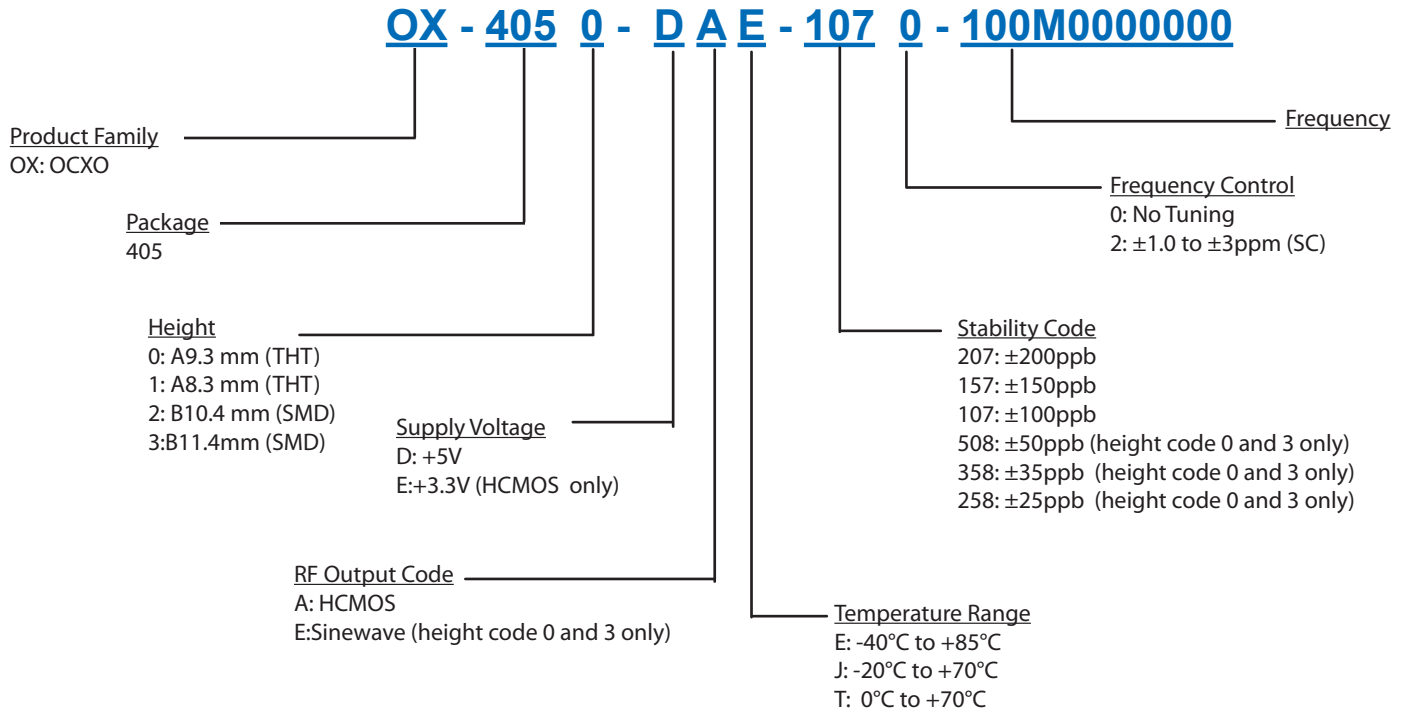 OX - 405 0 - D A E - 107 0 - 100M0000000
Product Family
OX: OCXO
Package
405
Height
0: A9.3 mm (THT)
1: A8.3 mm (THT)
2: B10.4 mm (SMD)
3:B11.4mm (SMD)
Supply Voltage
D: +5V
E:+3.3V (HCMOS only)
RF Output Code
A: HCMOS
E:Sinewave (height code 0 and 3 only)
Temperature Range
E: -40°C to +85°C
J: -20°C to +70°C
T: 0°C to +70°C
Stability Code
207: ±200ppb
157: ±150ppb
107: ±100ppb
508: ±50ppb (height code 0 and 3 only)
358: ±35ppb (height code 0 and 3 only)
258: ±25ppb (height code 0 and 3 only)
Frequency Control
0: No Tuning
2: ±1.0 to ±3ppm (SC)
Frequency